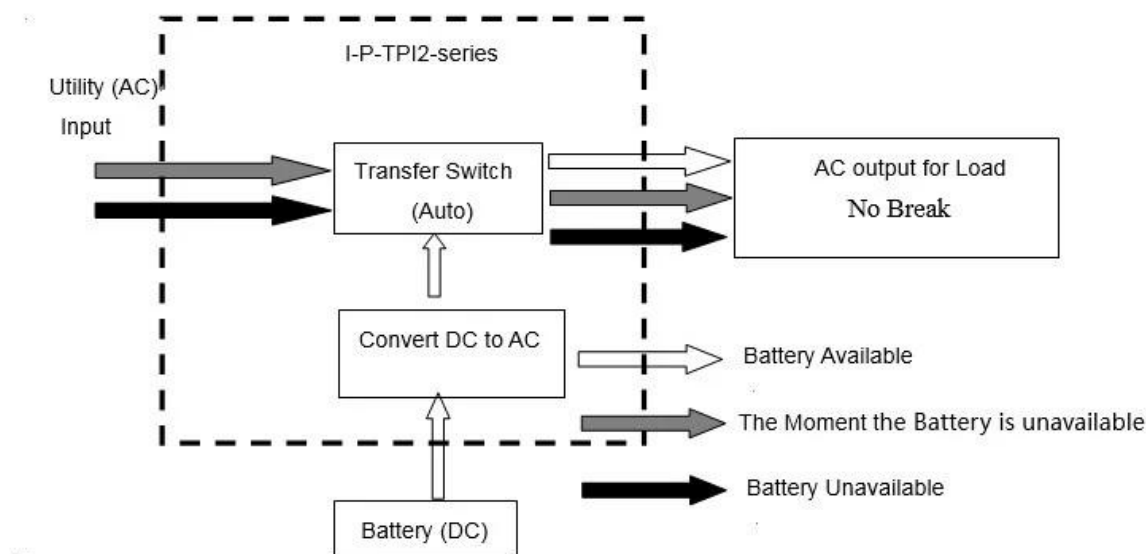 I-P-TPI2-series
Utility (AC)
Input
Transfer Switch
(Auto)
AC output for Load
No Break
Convert DC to AC
Battery Available
The Moment the Battery is unavailable
Battery Unavailable
Battery (DC)